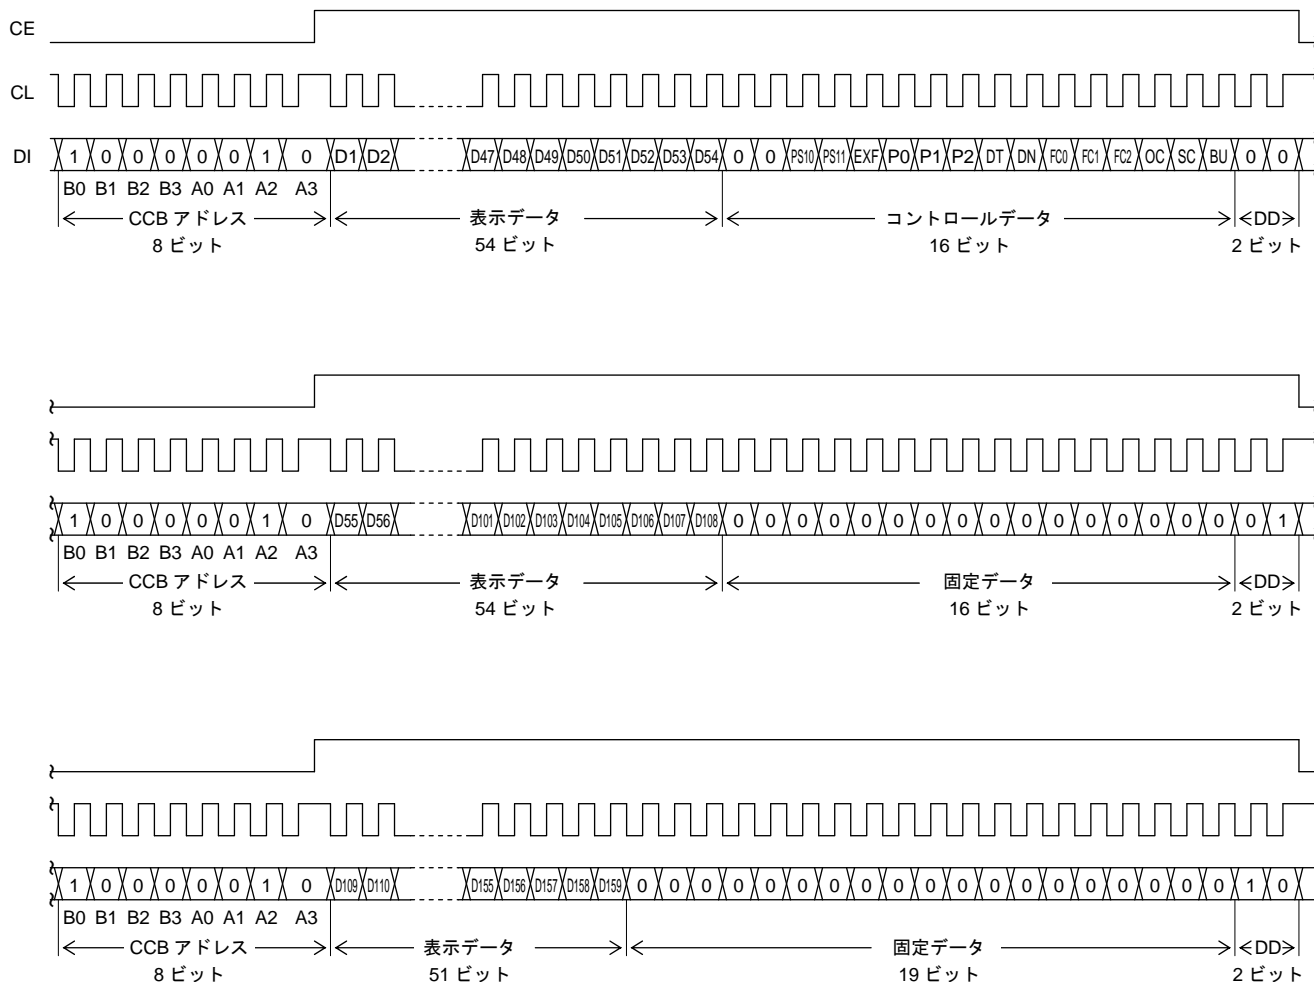 CE
CL
DI 1 0 0 0 0 0 1 0 D1 D2 D47 D48 D49 D50 D51 D52 D53 D54 0 0 PS10 PS11 EXF P0 P1 P2 DT DN FC0 FC1 FC2 OC SC BU 0 0
B0 B1 B2 B3 A0 A1 A2 A3
CCB アドレス 表示データ コントロールデータ DD
8 ビット 54 ビット 16 ビット 2 ビット
1 0 0 0 0 0 1 0 D55 D56 D101 D102 D103 D104 D105 D106 D107 D108 0 0 0 0 0 0 0 0 0 0 0 0 0 0 0 0 0 1
B0 B1 B2 B3 A0 A1 A2 A3
CCB アドレス 表示データ 固定データ DD
8 ビット 54 ビット 16 ビット 2 ビット
1 0 0 0 0 0 1 0 D109 D110 D155 D156 D157 D158 D159 0 0 0 0 0 0 0 0 0 0 0 0 0 0 0 0 0 0 0 1 0
B0 B1 B2 B3 A0 A1 A2 A3
CCB アドレス 表示データ 固定データ DD
8 ビット 51 ビット 19 ビット 2 ビット